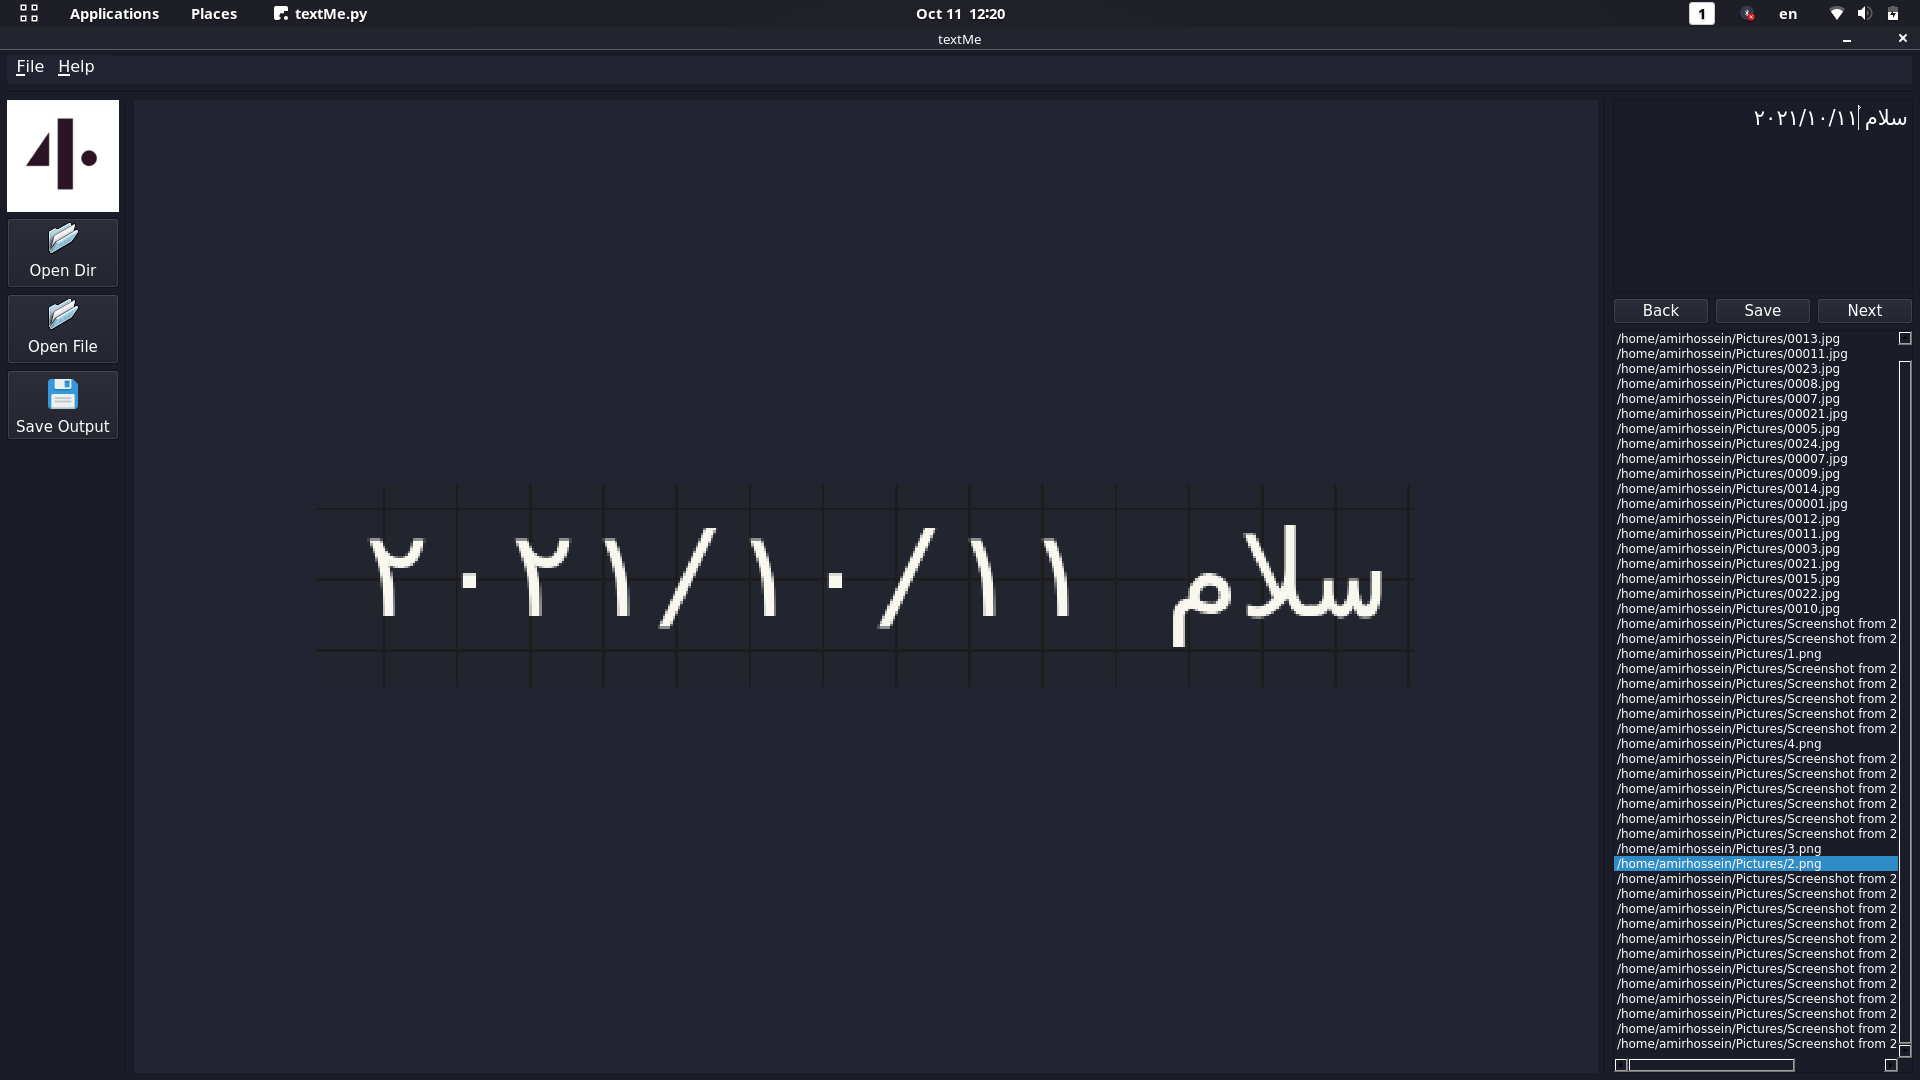 Applications Places textMe.py Oct 11 12:20 1 en
textMe
File Help
Open Dir
Open File
Save Output
سلام ۲۰۲۱/۱۰/۱۱
سلام ۲۰۲۱/۱۰/۱۱
Back Save Next
/home/amirhossein/Pictures/0013.jpg
/home/amirhossein/Pictures/00011.jpg
/home/amirhossein/Pictures/0023.jpg
/home/amirhossein/Pictures/0008.jpg
/home/amirhossein/Pictures/0007.jpg
/home/amirhossein/Pictures/00021.jpg
/home/amirhossein/Pictures/0005.jpg
/home/amirhossein/Pictures/0024.jpg
/home/amirhossein/Pictures/00007.jpg
/home/amirhossein/Pictures/0009.jpg
/home/amirhossein/Pictures/0014.jpg
/home/amirhossein/Pictures/00001.jpg
/home/amirhossein/Pictures/0012.jpg
/home/amirhossein/Pictures/0011.jpg
/home/amirhossein/Pictures/0003.jpg
/home/amirhossein/Pictures/0021.jpg
/home/amirhossein/Pictures/0015.jpg
/home/amirhossein/Pictures/0022.jpg
/home/amirhossein/Pictures/0010.jpg
/home/amirhossein/Pictures/Screenshot from 2
/home/amirhossein/Pictures/Screenshot from 2
/home/amirhossein/Pictures/1.png
/home/amirhossein/Pictures/Screenshot from 2
/home/amirhossein/Pictures/Screenshot from 2
/home/amirhossein/Pictures/Screenshot from 2
/home/amirhossein/Pictures/Screenshot from 2
/home/amirhossein/Pictures/Screenshot from 2
/home/amirhossein/Pictures/4.png
/home/amirhossein/Pictures/Screenshot from 2
/home/amirhossein/Pictures/Screenshot from 2
/home/amirhossein/Pictures/Screenshot from 2
/home/amirhossein/Pictures/Screenshot from 2
/home/amirhossein/Pictures/Screenshot from 2
/home/amirhossein/Pictures/Screenshot from 2
/home/amirhossein/Pictures/3.png
/home/amirhossein/Pictures/2.png
/home/amirhossein/Pictures/Screenshot from 2
/home/amirhossein/Pictures/Screenshot from 2
/home/amirhossein/Pictures/Screenshot from 2
/home/amirhossein/Pictures/Screenshot from 2
/home/amirhossein/Pictures/Screenshot from 2
/home/amirhossein/Pictures/Screenshot from 2
/home/amirhossein/Pictures/Screenshot from 2
/home/amirhossein/Pictures/Screenshot from 2
/home/amirhossein/Pictures/Screenshot from 2
/home/amirhossein/Pictures/Screenshot from 2
/home/amirhossein/Pictures/Screenshot from 2
/home/amirhossein/Pictures/Screenshot from 2